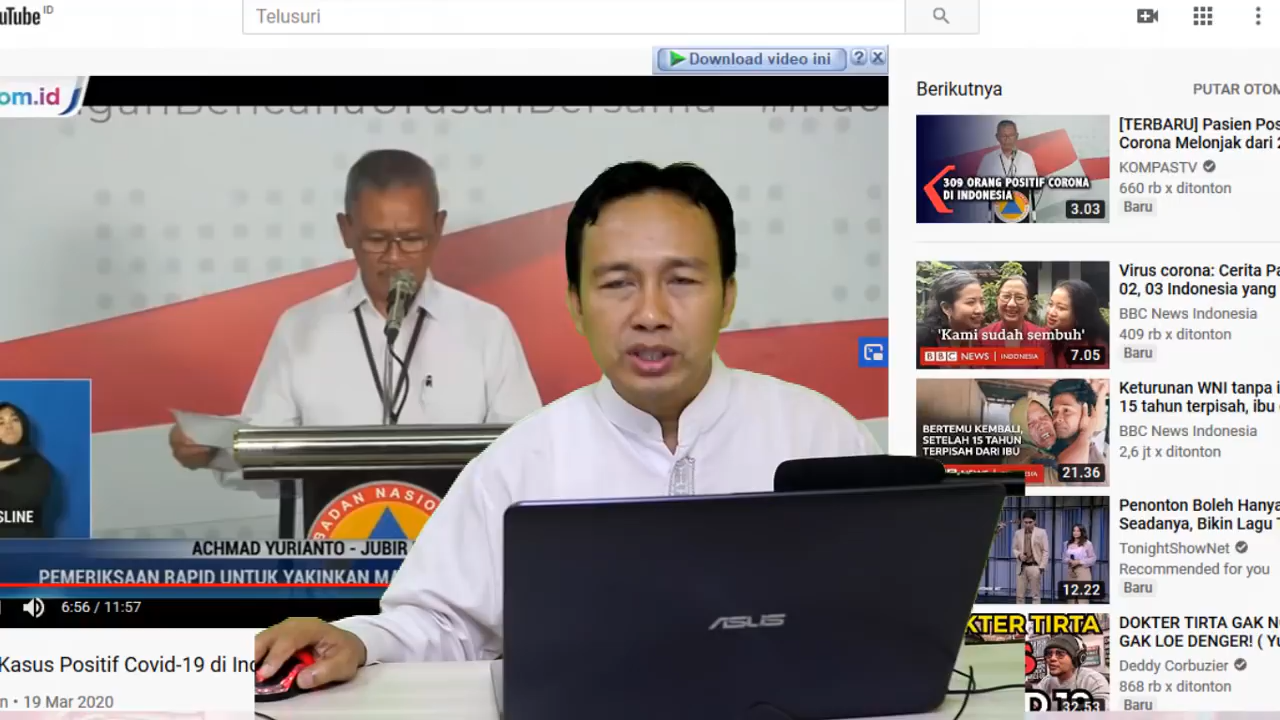 uTube ID
Telusuri
Download video ini
?
X
om.id
Berikutnya
PUTAR OTOM
309 ORANG POSITIF CORONA
DI INDONESIA
3.03
[TERBARU] Pasien Pos
Corona Melonjak dari 2
KOMPASTV
660 rb x ditonton
Baru
'Kami sudah sembuh'
BBC NEWS | INDONESIA
7.05
Virus corona: Cerita Pa
02, 03 Indonesia yang
BBC News Indonesia
409 rb x ditonton
Baru
BERTEMU KEMBALI,
SETELAH 15 TAHUN
TERPISAH DARI IBU
21.36
Keturunan WNI tanpa i
15 tahun terpisah, ibu
BBC News Indonesia
2,6 jt x ditonton
12.22
Penonton Boleh Hanya
Seadanya, Bikin Lagu
TonightShowNet
Recommended for you
Baru
KTER TIRTA
32.53
DOKTER TIRTA GAK N
GAK LOE DENGER! ( Y
Deddy Corbuzier
868 rb x ditonton
Baru
BADAN NASIO
SLINE
ACHMAD YURIANTO - JUBIR
PEMERIKSAAN RAPID UNTUK YAKINKAN MA
6:56 / 11:57
ASUS
Kasus Positif Covid-19 di Ind
n • 19 Mar 2020